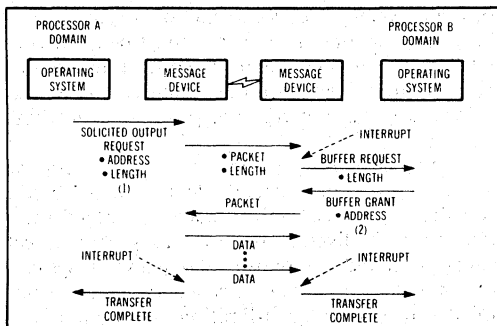 PROCESSOR A
DOMAIN
PROCESSOR B
DOMAIN
OPERATING
SYSTEM
MESSAGE
DEVICE
MESSAGE
DEVICE
OPERATING
SYSTEM
SOLICITED OUTPUT
REQUEST
• ADDRESS
• LENGTH
(1)
• PACKET
• LENGTH
INTERRUPT
BUFFER REQUEST
• LENGTH
PACKET
BUFFER GRANT
• ADDRESS
(2)
DATA
DATA
INTERRUPT
INTERRUPT
TRANSFER
COMPLETE
TRANSFER
COMPLETE